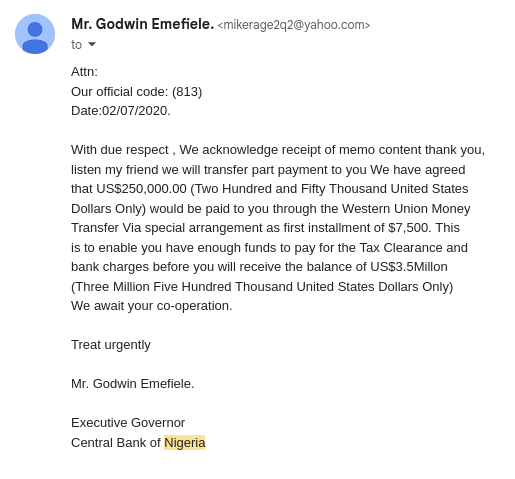 Mr. Godwin Emefiele. <mikerage2q2@yahoo.com>
to
Attn:
Our official code: (813)
Date:02/07/2020.
With due respect , We acknowledge receipt of memo content thank you,
listen my friend we will transfer part payment to you We have agreed
that US$250,000.00 (Two Hundred and Fifty Thousand United States
Dollars Only) would be paid to you through the Western Union Money
Transfer Via special arrangement as first installment of $7,500. This
is to enable you have enough funds to pay for the Tax Clearance and
bank charges before you will receive the balance of US$3.5Millon
(Three Million Five Hundred Thousand United States Dollars Only)
We await your co-operation.
Treat urgently
Mr. Godwin Emefiele.
Executive Governor
Central Bank of Nigeria